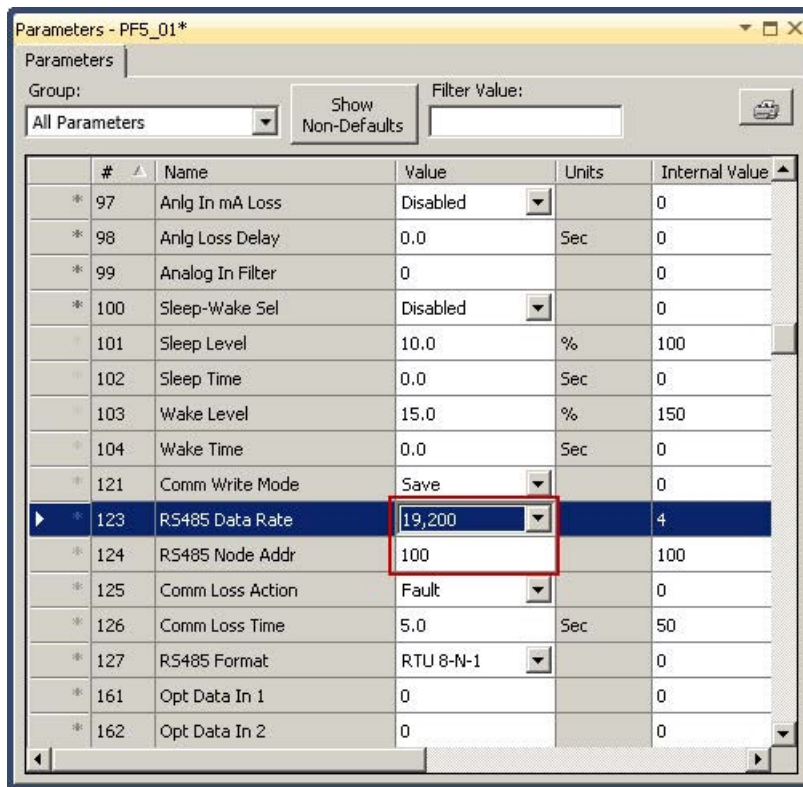 Parameters - PF5_01*
Parameters
Group:
Filter Value:
All Parameters
Show
Non-Defaults
# Name Value Units Internal Value
* 97 Anlg In mA Loss Disabled 0
* 98 Anlg Loss Delay 0.0 Sec 0
* 99 Analog In Filter 0 0
* 100 Sleep-Wake Sel Disabled 0
* 101 Sleep Level 10.0 % 100
* 102 Sleep Time 0.0 Sec 0
* 103 Wake Level 15.0 % 150
* 104 Wake Time 0.0 Sec 0
* 121 Comm Write Mode Save 0
* 123 RS485 Data Rate 19,200 4
* 124 RS485 Node Addr 100 100
* 125 Comm Loss Action Fault 0
* 126 Comm Loss Time 5.0 Sec 50
* 127 RS485 Format RTU 8-N-1 0
* 161 Opt Data In 1 0 0
* 162 Opt Data In 2 0 0